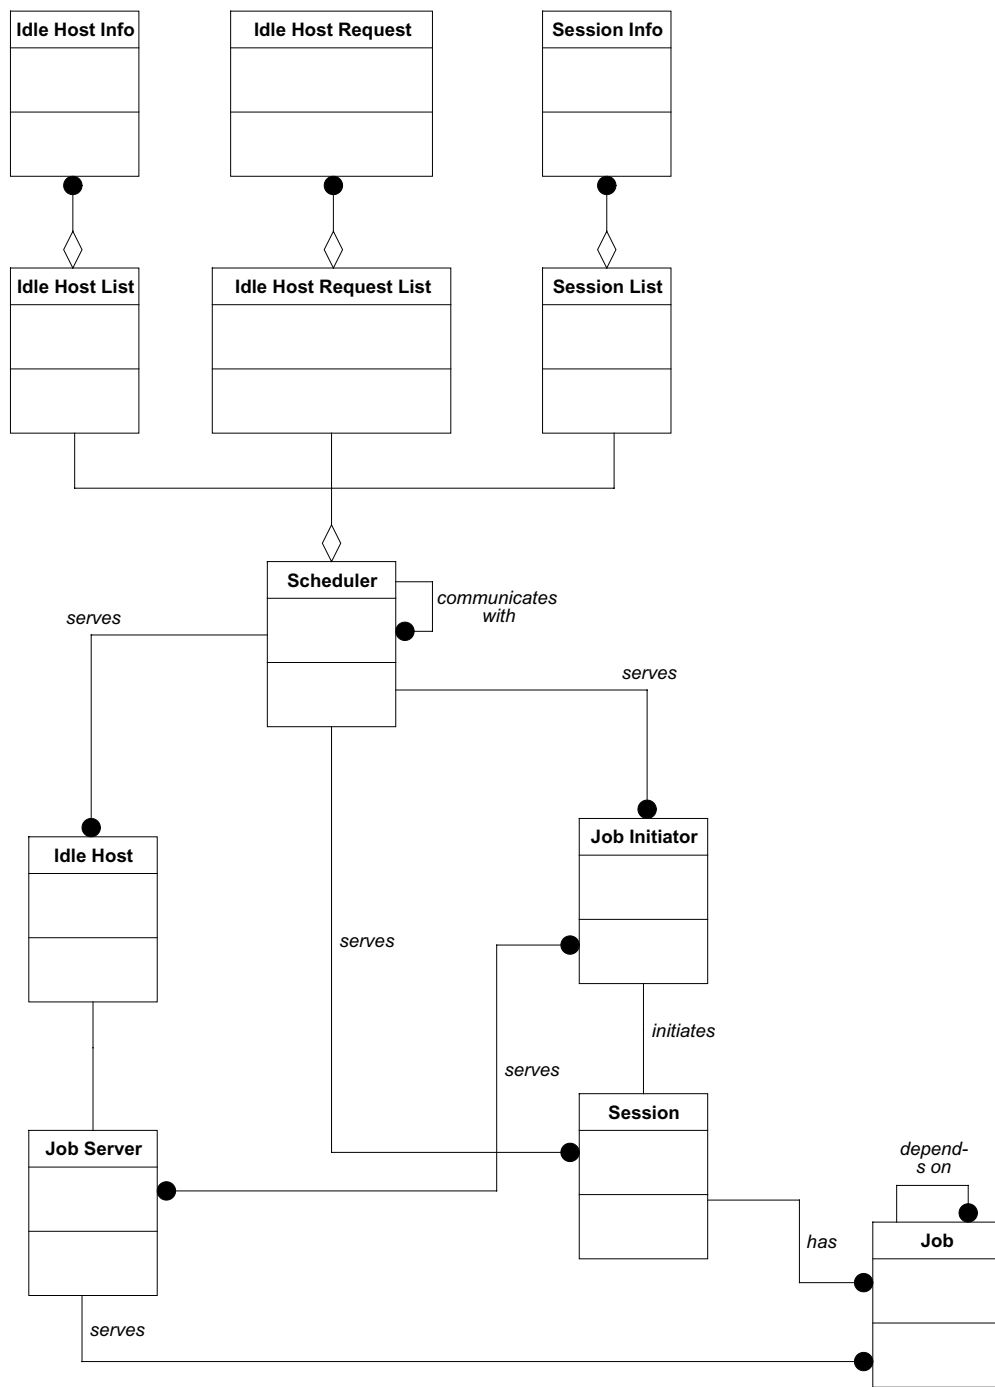 Idle Host Info
Idle Host Request
Session Info
Idle Host List
Idle Host Request List
Session List
Scheduler
communicates
with
serves
serves
Idle Host
Job Initiator
serves
initiates
serves
Session
Job Server
depend-
s on
Job
has
serves